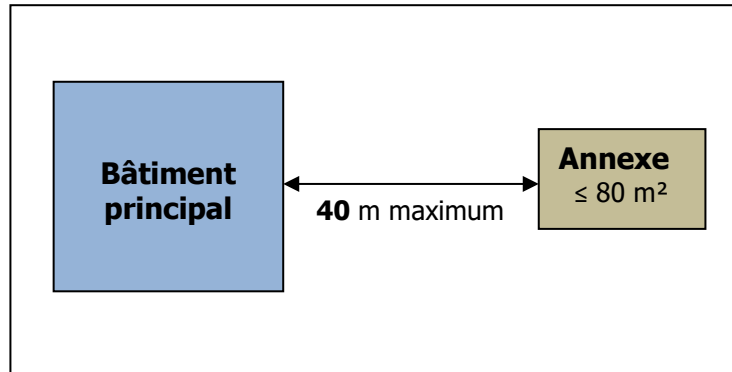 Bâtiment
principal
40 m maximum
Annexe
≤ 80 m²